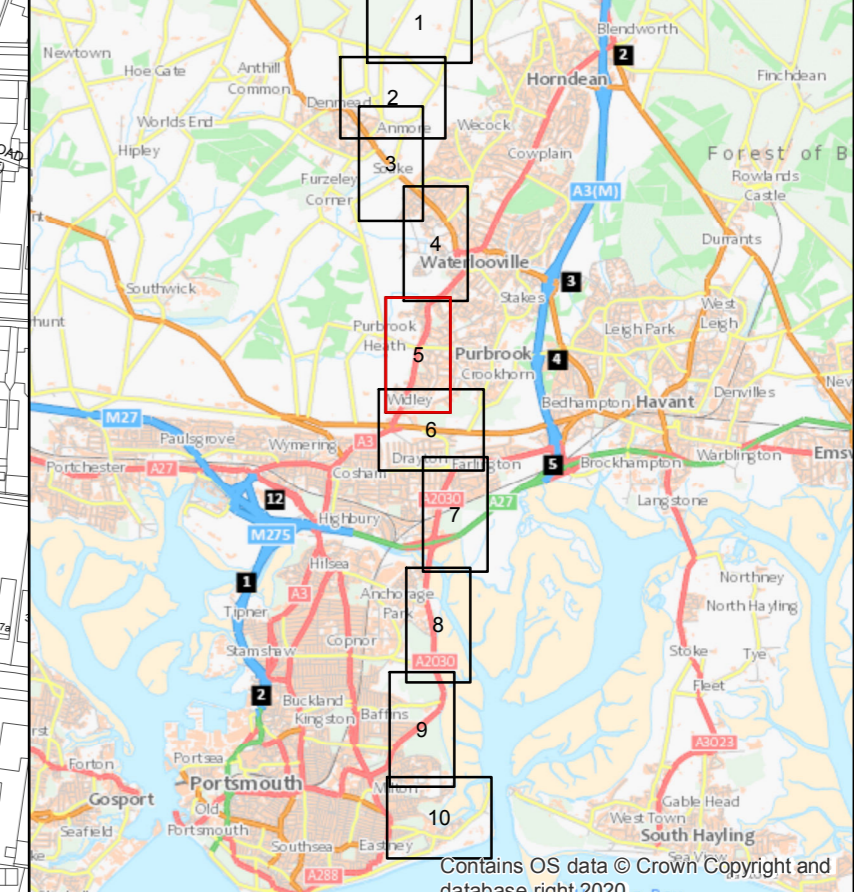 1
Blendworth
2
Newtown
Hoe Gate
Anthill
Common
Horndean
Finchdean
Denmead
2
Worlds End
Anmore
Wecock
Hipley
OAD
3
Cowplain
Forest of B
Furzeley
Corner
Rowlands
Castle
A3(M)
4
Durrants
Waterlooville
Southwick
3
Stakes
West
Leigh
Leigh Park
Purbrook
Heath
5
Purbrook
4
Crookhorn
Widley
Bedhampton
Havant
Denvilles
New
M27
6
Paulsgrove
Wymering
A3
Drayton
Farlington
5
Brockhampton
Warblington
Emsw
Portchester
A27
Cosham
A2030
A27
12
7
Langstone
Highbury
M275
Hilsea
1
A3
Anchorage
Park
Northney
North Hayling
Tipner
8
Copnor
Stamshaw
A2030
Stoke
Tye
Fleet
2
Buckland
Kingston
Baffins
9
A3023
Portsea
Forton
Portsmouth
Milton
Gosport
Old
Portsmouth
10
Gable Head
West Town
Seafield
Southsea
Eastney
South Hayling
A288
Contains OS data © Crown Copyright and
database right 2020